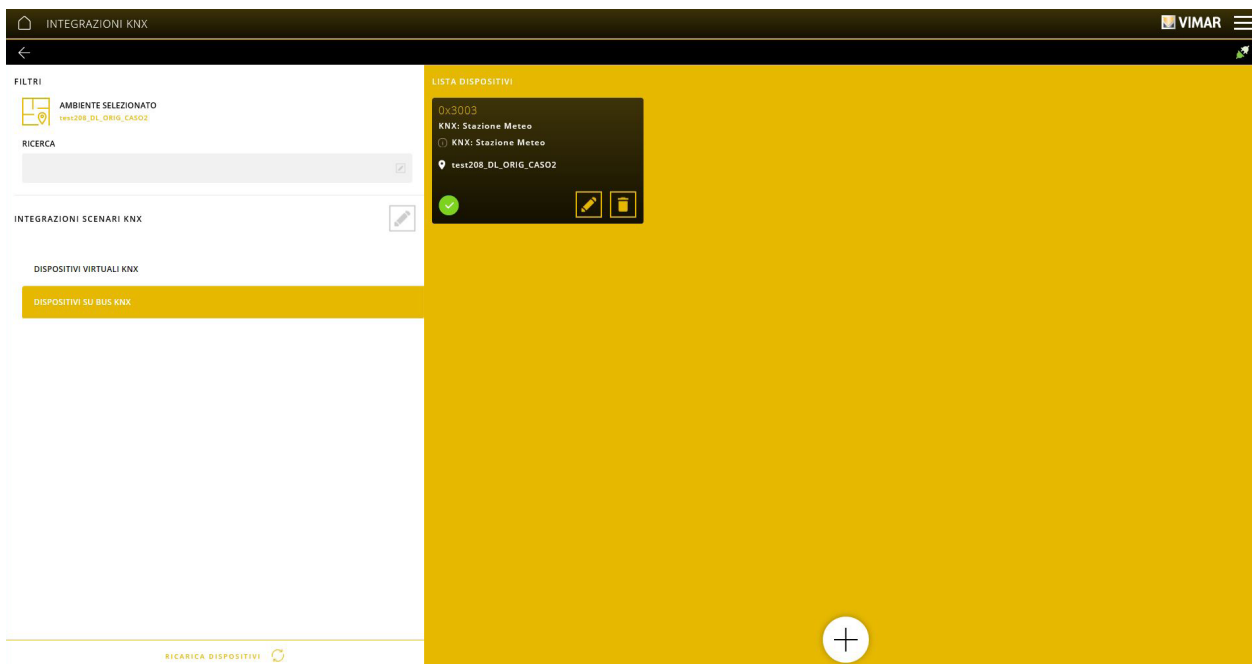 INTEGRAZIONI KNX
VIMAR
FILTRI
AMBIENTE SELEZIONATO
test208_DL_ORIG_CASO2
RICERCA
INTEGRAZIONI SCENARI KNX
DISPOSITIVI VIRTUALI KNX
DISPOSITIVI SU BUS KNX
RICARICA DISPOSITIVI
LISTA DISPOSITIVI
0x3003
KNX: Stazione Meteo
KNX: Stazione Meteo
test208_DL_ORIG_CASO2